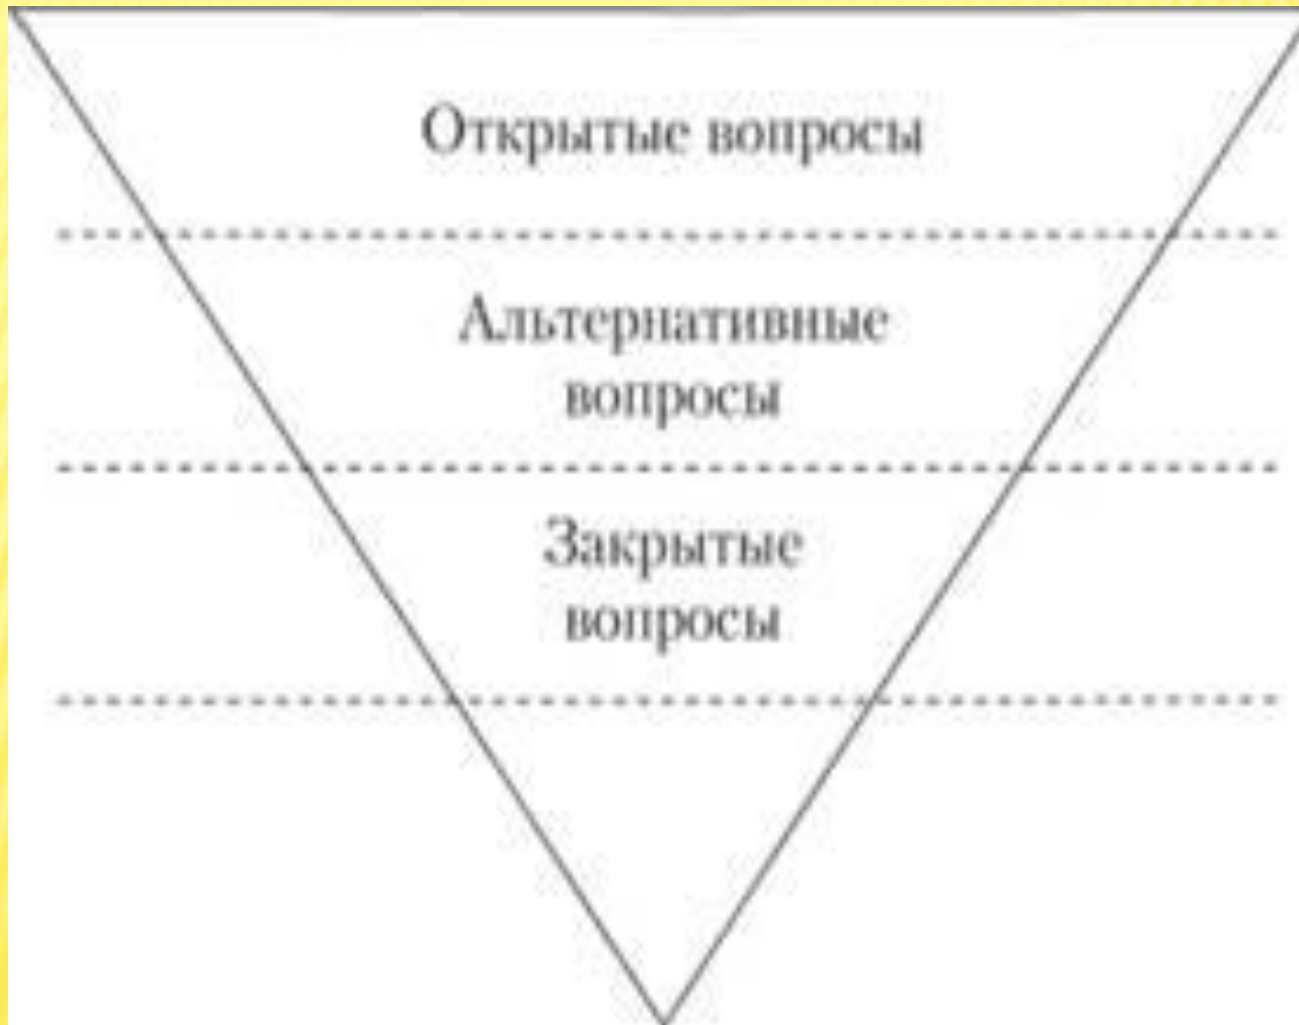 Открытые вопросы
Альтернативные
вопросы
Закрытые
вопросы